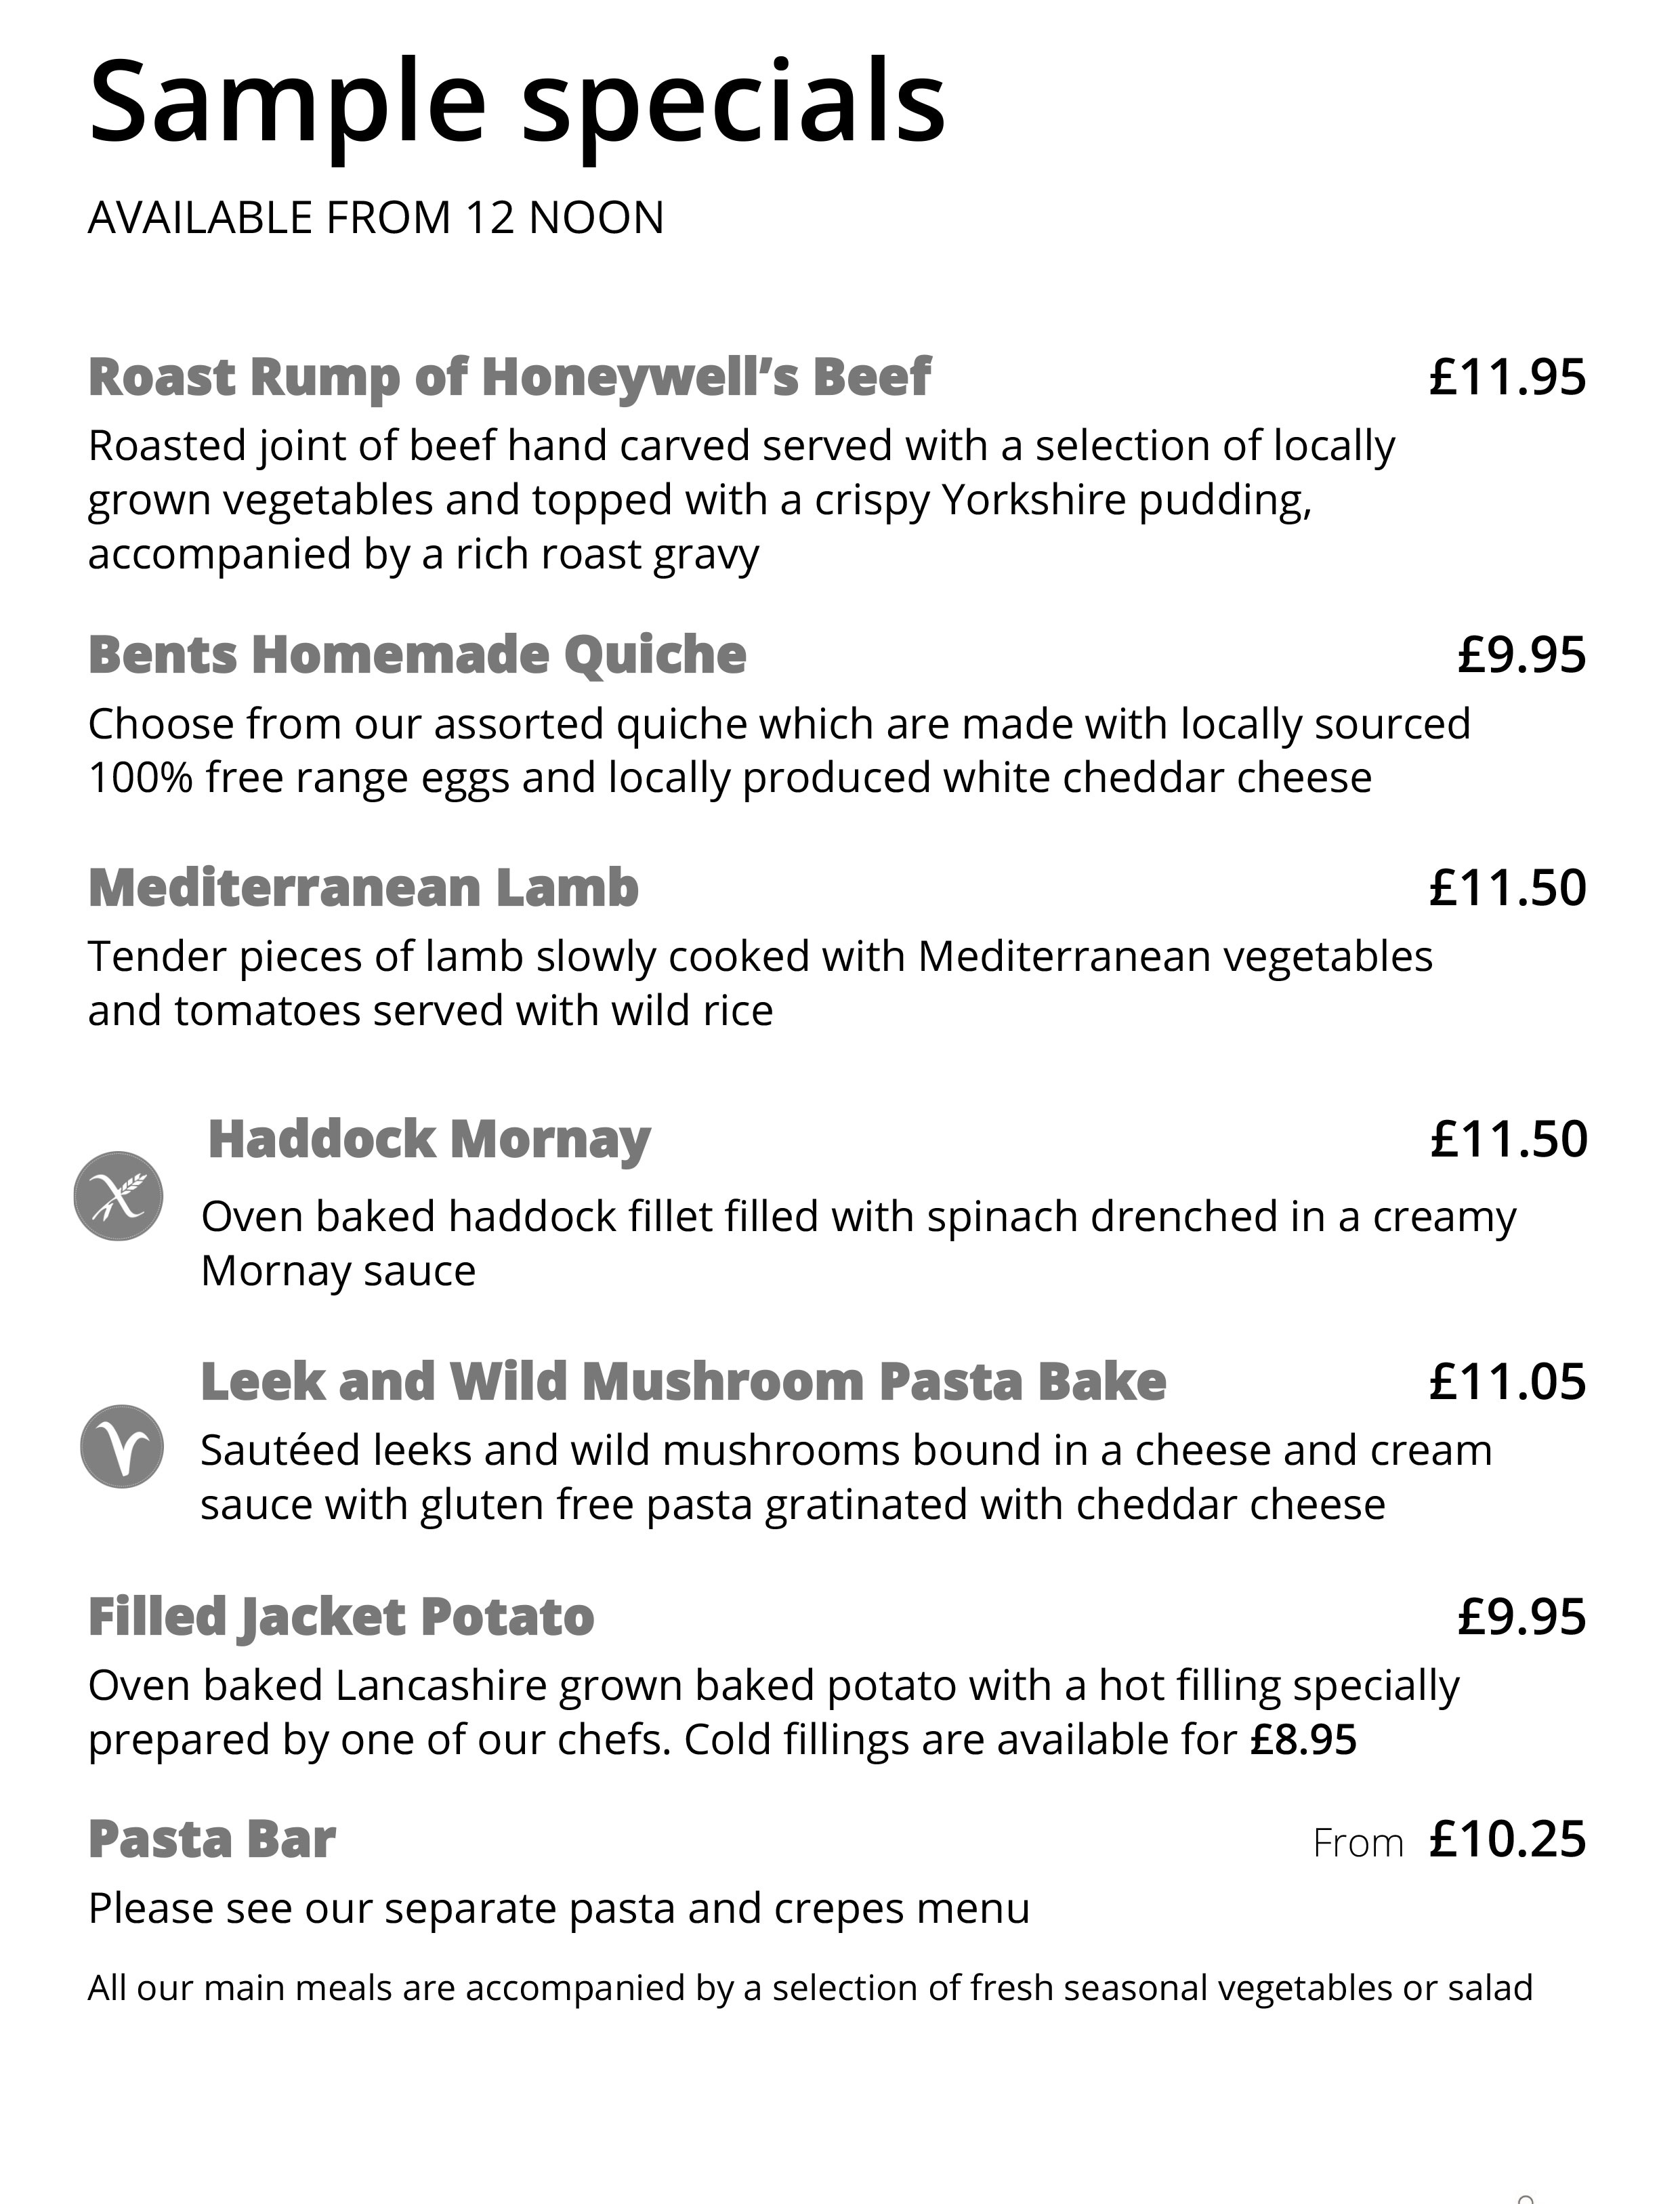 Sample specials
AVAILABLE FROM 12 NOON
Roast Rump of Honeywell’s Beef £11.95
Roasted joint of beef hand carved served with a selection of locally
grown vegetables and topped with a crispy Yorkshire pudding,
accompanied by a rich roast gravy
Bents Homemade Quiche £9.95
Choose from our assorted quiche which are made with locally sourced
100% free range eggs and locally produced white cheddar cheese
Mediterranean Lamb £11.50
Tender pieces of lamb slowly cooked with Mediterranean vegetables
and tomatoes served with wild rice
Haddock Mornay £11.50
Oven baked haddock fillet filled with spinach drenched in a creamy
Mornay sauce
Leek and Wild Mushroom Pasta Bake £11.05
Sautéed leeks and wild mushrooms bound in a cheese and cream
sauce with gluten free pasta gratinated with cheddar cheese
Filled Jacket Potato £9.95
Oven baked Lancashire grown baked potato with a hot filling specially
prepared by one of our chefs. Cold fillings are available for £8.95
Pasta Bar From £10.25
Please see our separate pasta and crepes menu
All our main meals are accompanied by a selection of fresh seasonal vegetables or salad